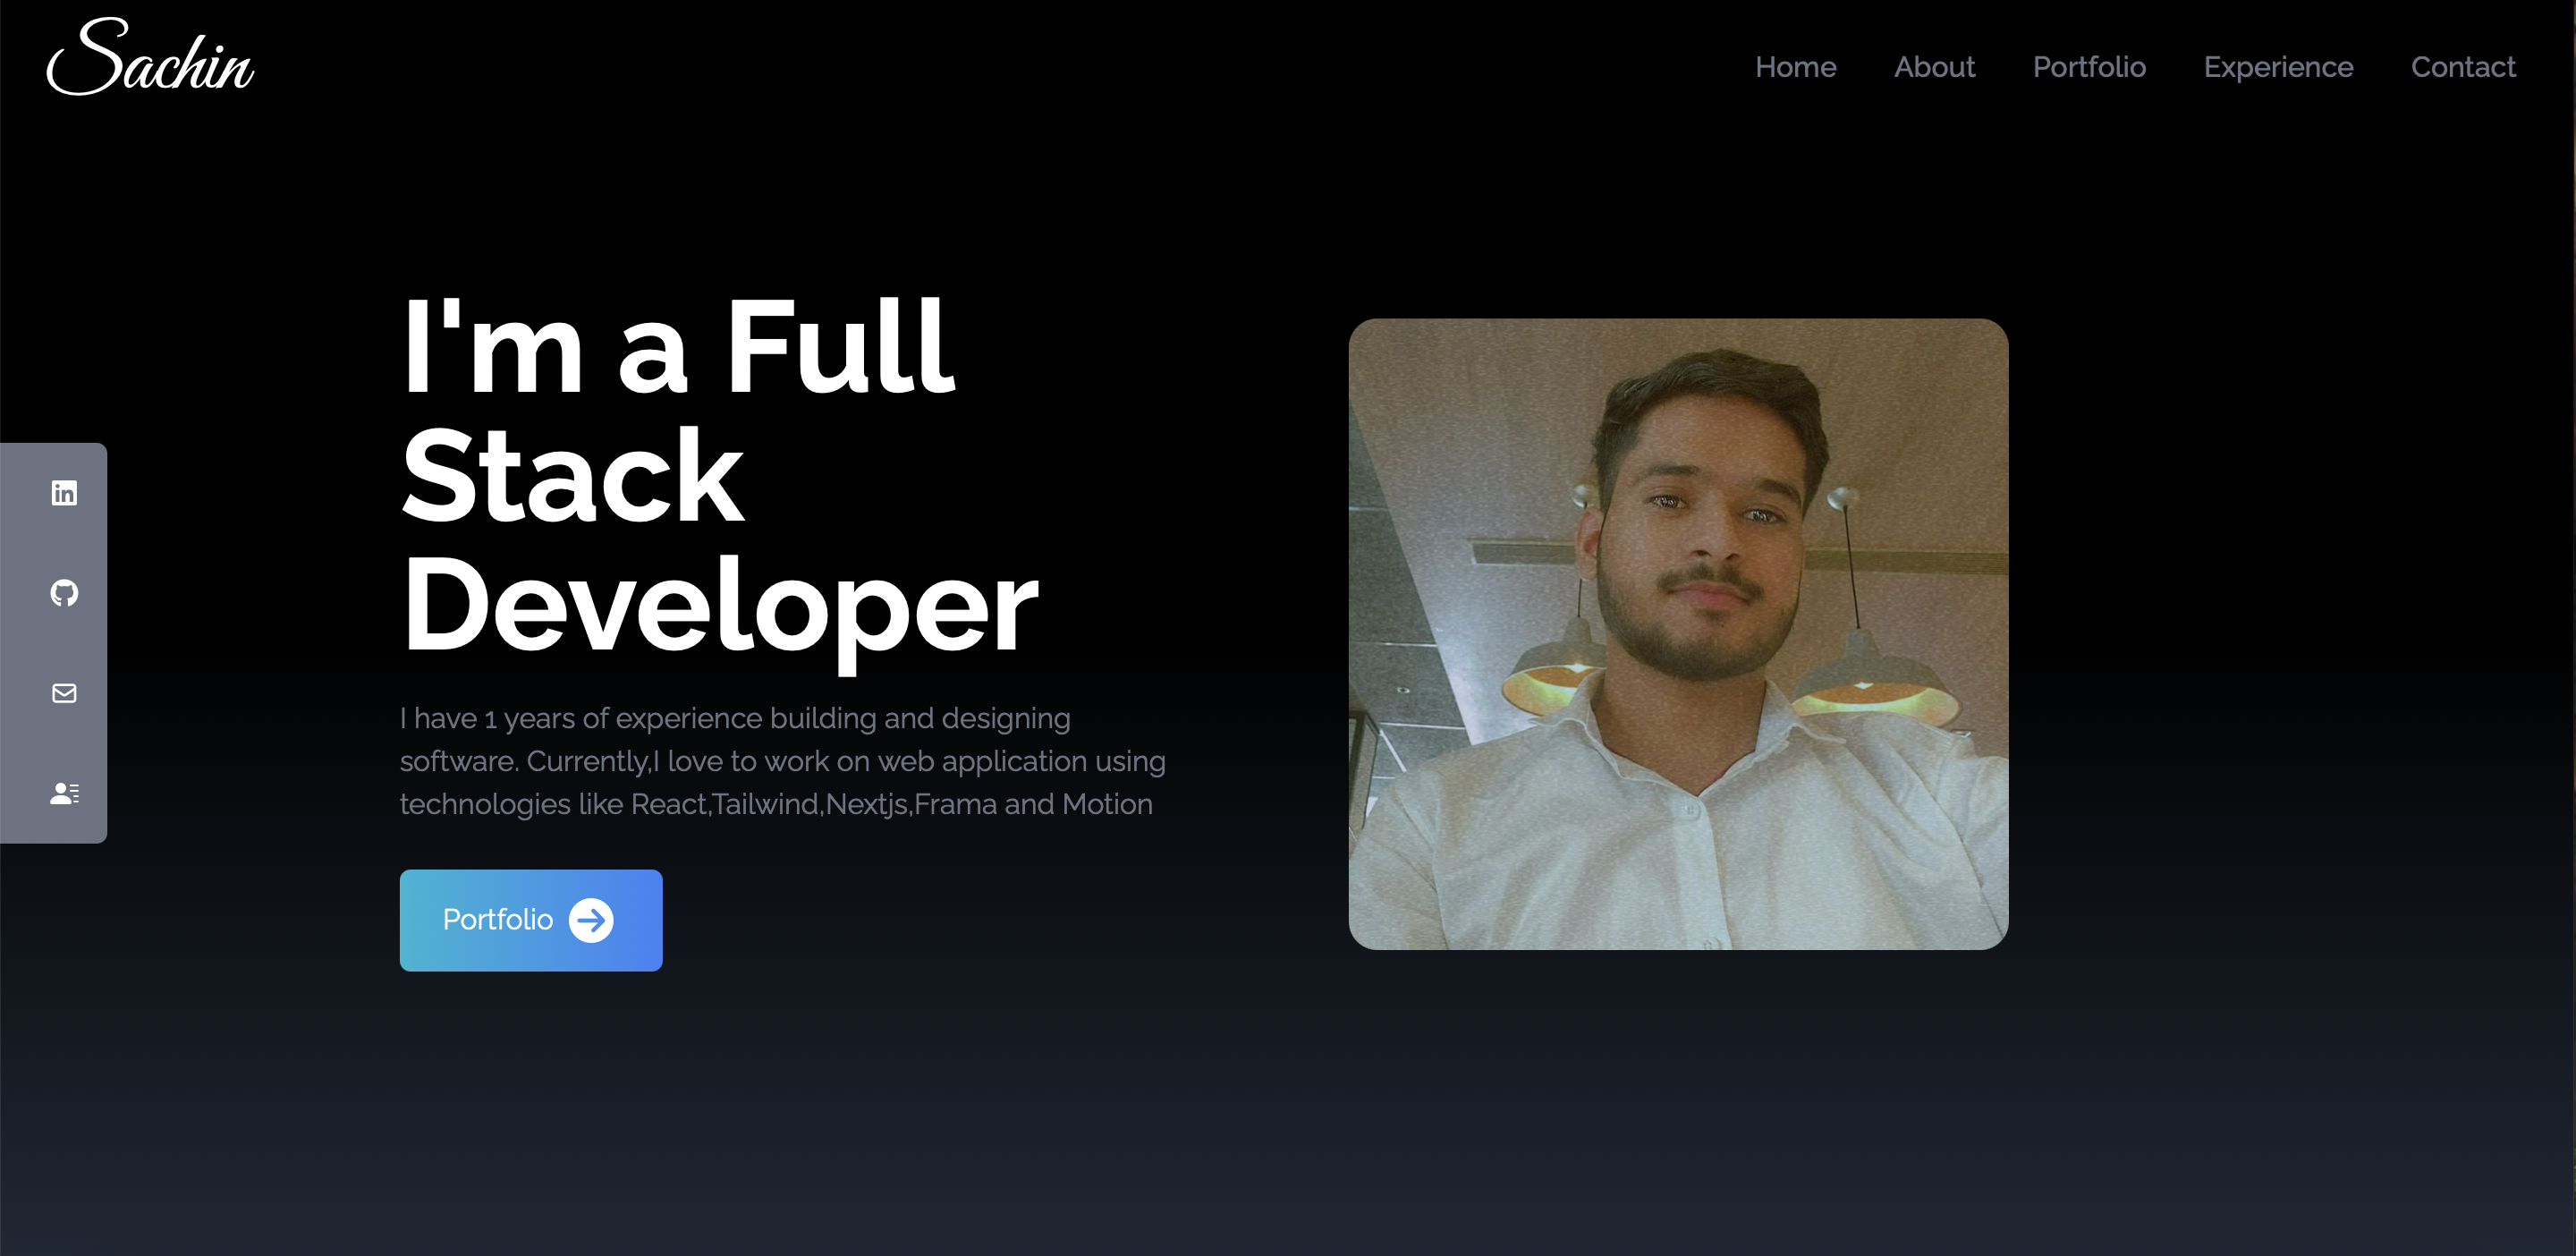 Sachin
Home About Portfolio Experience Contact
I'm a Full
Stack
Developer
I have 1 years of experience building and designing
software. Currently,I love to work on web application using
technologies like React,Tailwind,Nextjs,Frama and Motion
Portfolio
in